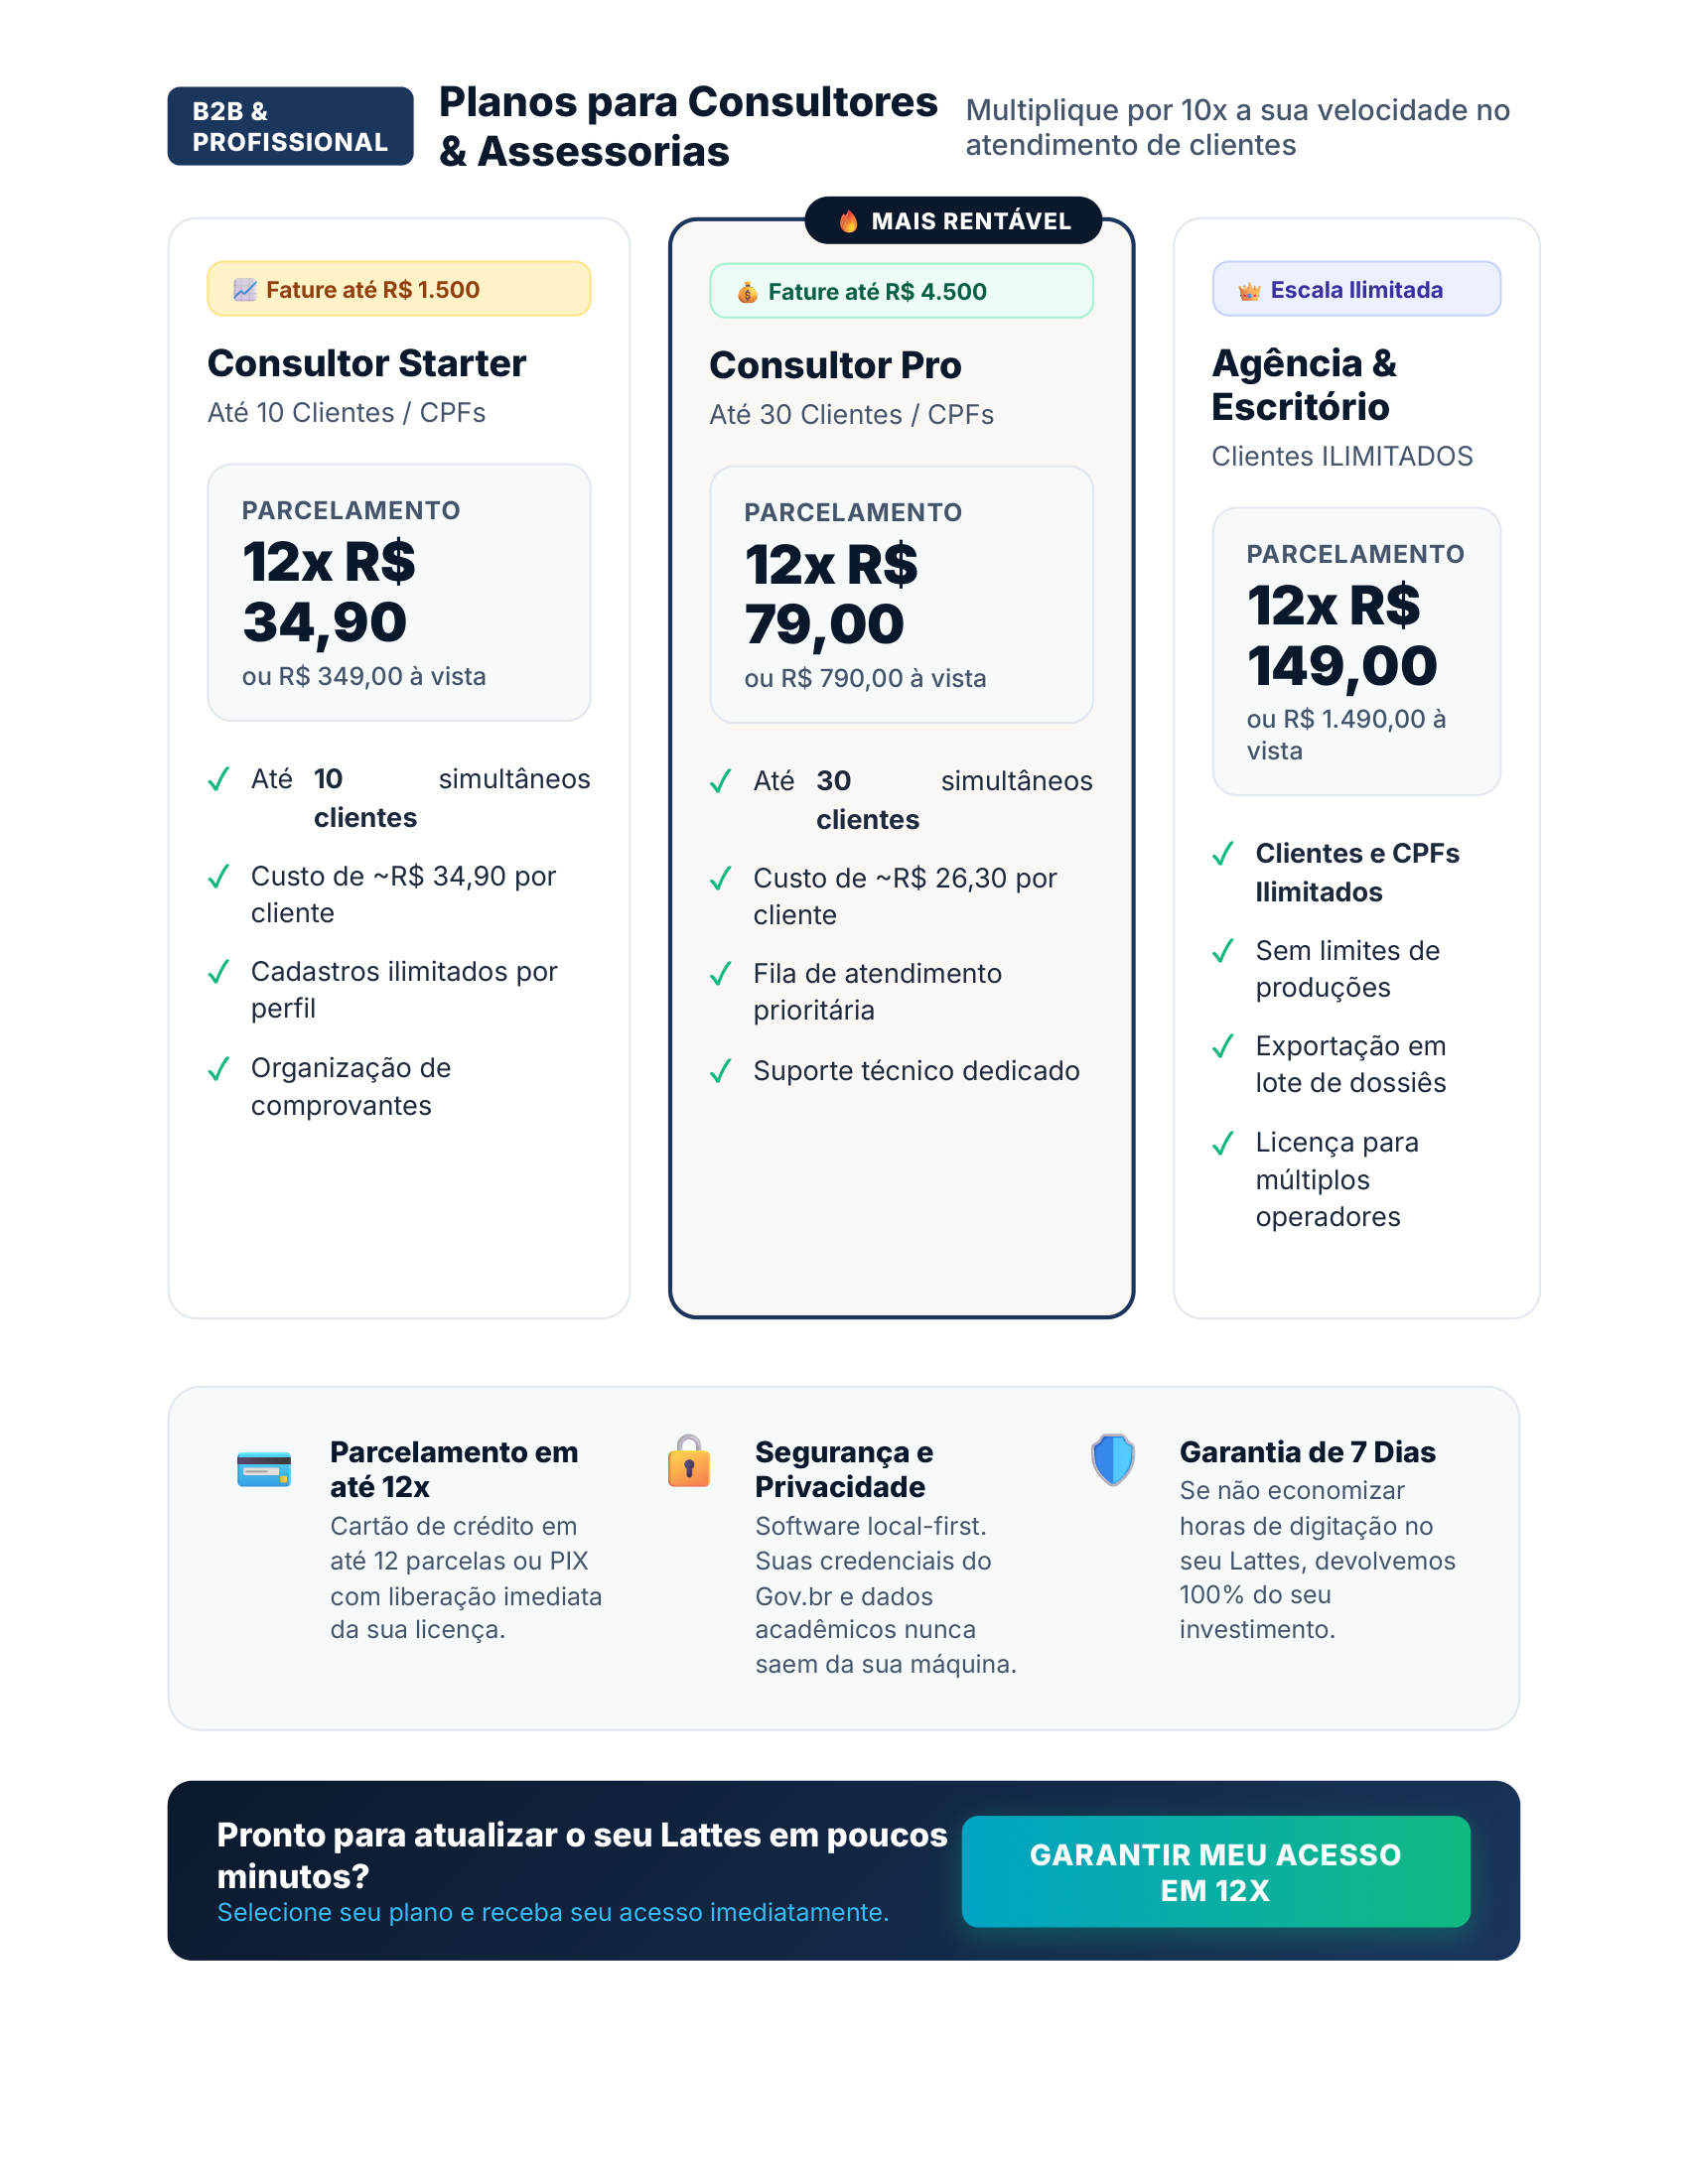 B2B &
PROFISSIONAL
Planos para Consultores
& Assessorias
Multiplique por 10x a sua velocidade no
atendimento de clientes
Fature até R$ 1.500
Consultor Starter
Até 10 Clientes / CPFs
PARCELAMENTO
12x R$
34,90
ou R$ 349,00 à vista
✓ Até 10 simultâneos
clientes
✓ Custo de ~R$ 34,90 por
cliente
✓ Cadastros ilimitados por
perfil
✓ Organização de
comprovantes
MAIS RENTÁVEL
Fature até R$ 4.500
Consultor Pro
Até 30 Clientes / CPFs
PARCELAMENTO
12x R$
79,00
ou R$ 790,00 à vista
✓ Até 30 simultâneos
clientes
✓ Custo de ~R$ 26,30 por
cliente
✓ Fila de atendimento
prioritária
✓ Suporte técnico dedicado
Escala Ilimitada
Agência &
Escritório
Clientes ILIMITADOS
PARCELAMENTO
12x R$
149,00
ou R$ 1.490,00 à
vista
✓ Clientes e CPFs
Ilimitados
✓ Sem limites de
produções
✓ Exportação em
lote de dossiês
✓ Licença para
múltiplos
operadores
Parcelamento em
até 12x
Cartão de crédito em
até 12 parcelas ou PIX
com liberação imediata
da sua licença.
Segurança e
Privacidade
Software local-first.
Suas credenciais do
Gov.br e dados
acadêmicos nunca
saem da sua máquina.
Garantia de 7 Dias
Se não economizar
horas de digitação no
seu Lattes, devolvemos
100% do seu
investimento.
Pronto para atualizar o seu Lattes em poucos
minutos?
Selecione seu plano e receba seu acesso imediatamente.
GARANTIR MEU ACESSO
EM 12X